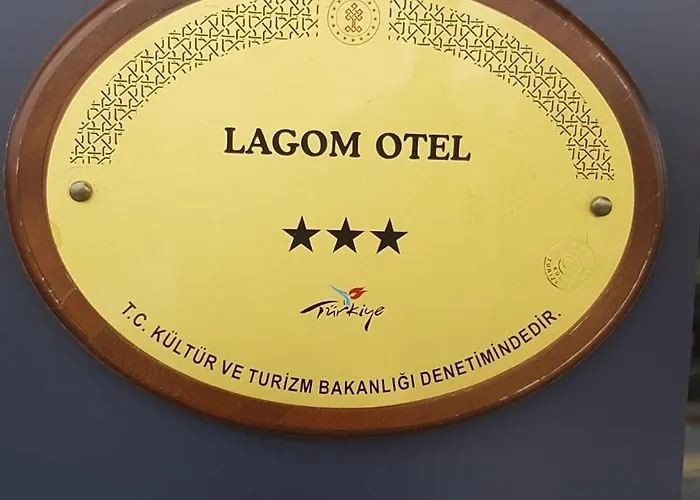 LAGOM OTEL
★★★
Türkiye
T.C. KÜLTÜR VE TURİZM BAKANLIĞI DENETİMİNDEDİR.